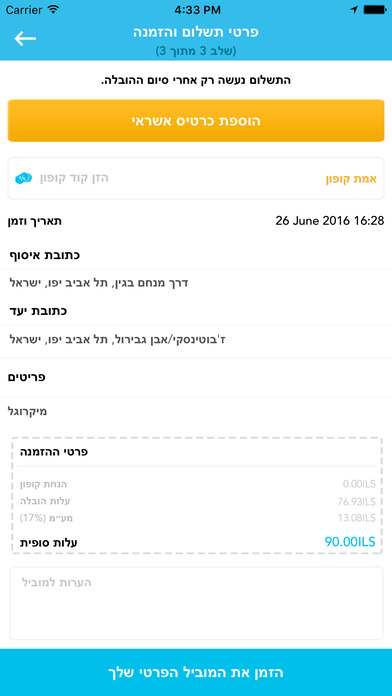 Carrier 4:33 PM
פרטי תשלום והזמנה
(שלב 3 מתוך 3)
התשלום נעשה רק אחרי סיום ההובלה.
הוספת כרטיס אשראי
הזן קוד קופון אמת קופון
תאריך וזמן 26 June 2016 16:28
כתובת איסוף
דרך מנחם בגין, תל אביב יפו, ישראל
כתובת יעד
ז'בוטינסקי/אבן גבירול, תל אביב יפו, ישראל
פריטים
מיקרוגל
פרטי ההזמנה
הנחת קופון 0.00ILS
עלות הובלה 76.93ILS
מע״מ (17%) 13.08ILS
עלות סופית 90.00ILS
הערות למוביל
הזמן את המוביל הפרטי שלך